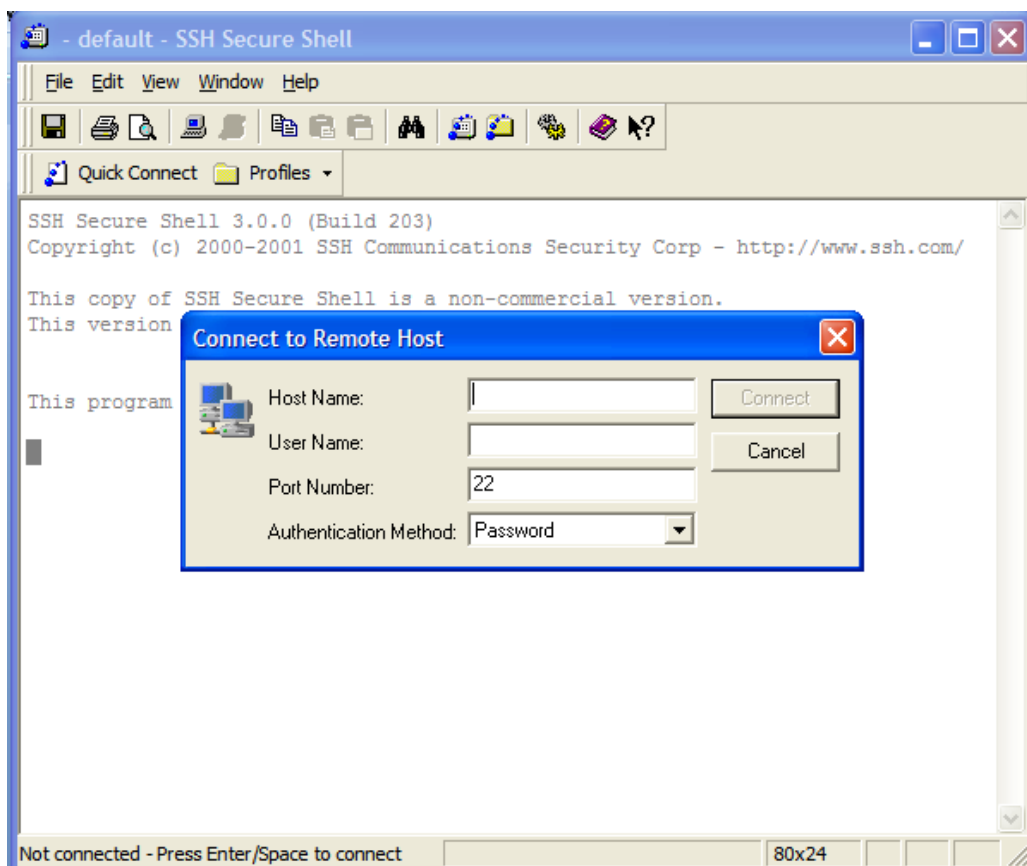 - default - SSH Secure Shell
File Edit View Window Help
Quick Connect Profiles
SSH Secure Shell 3.0.0 (Build 203)
Copyright (c) 2000-2001 SSH Communications Security Corp - http://www.ssh.com/
This copy of SSH Secure Shell is a non-commercial version.
This version
This program
Connect to Remote Host
Host Name:
Connect
User Name:
Cancel
Port Number: 22
Authentication Method: Password
Not connected - Press Enter/Space to connect 80x24